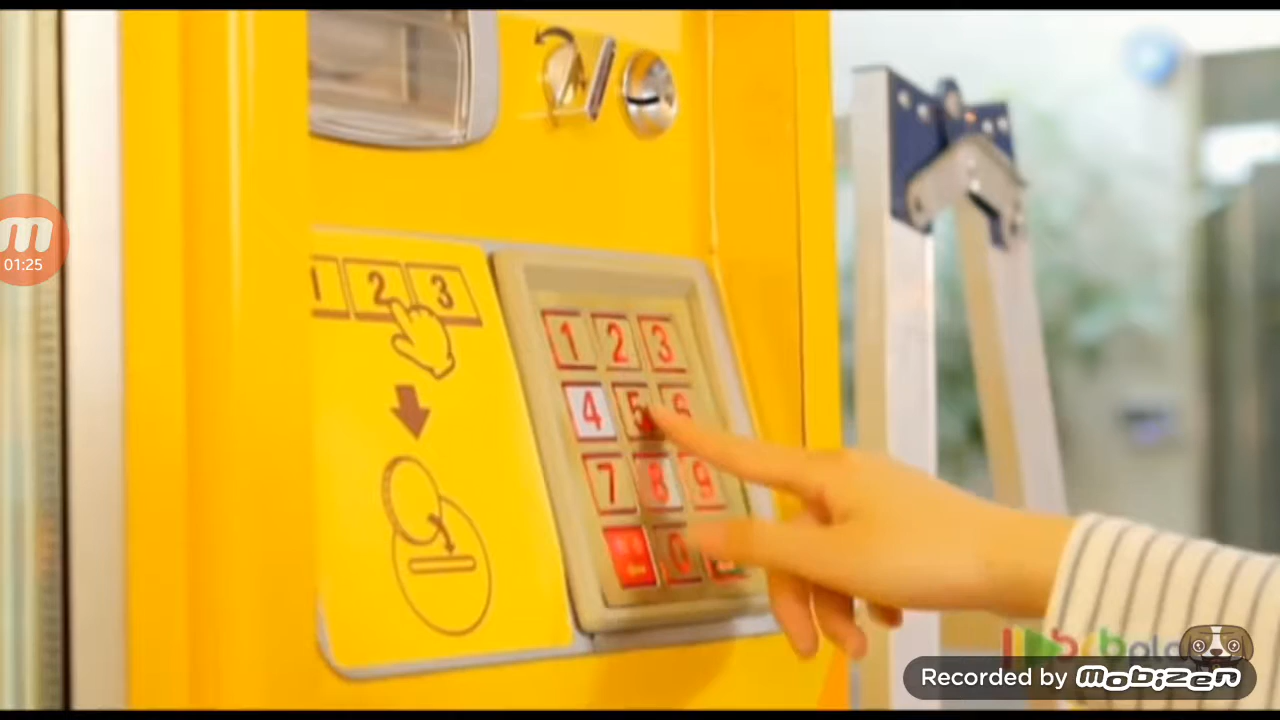 1 2 3
1 2 3
4 5 6
7 8 9
0
m
01:25
Recorded by mobizen